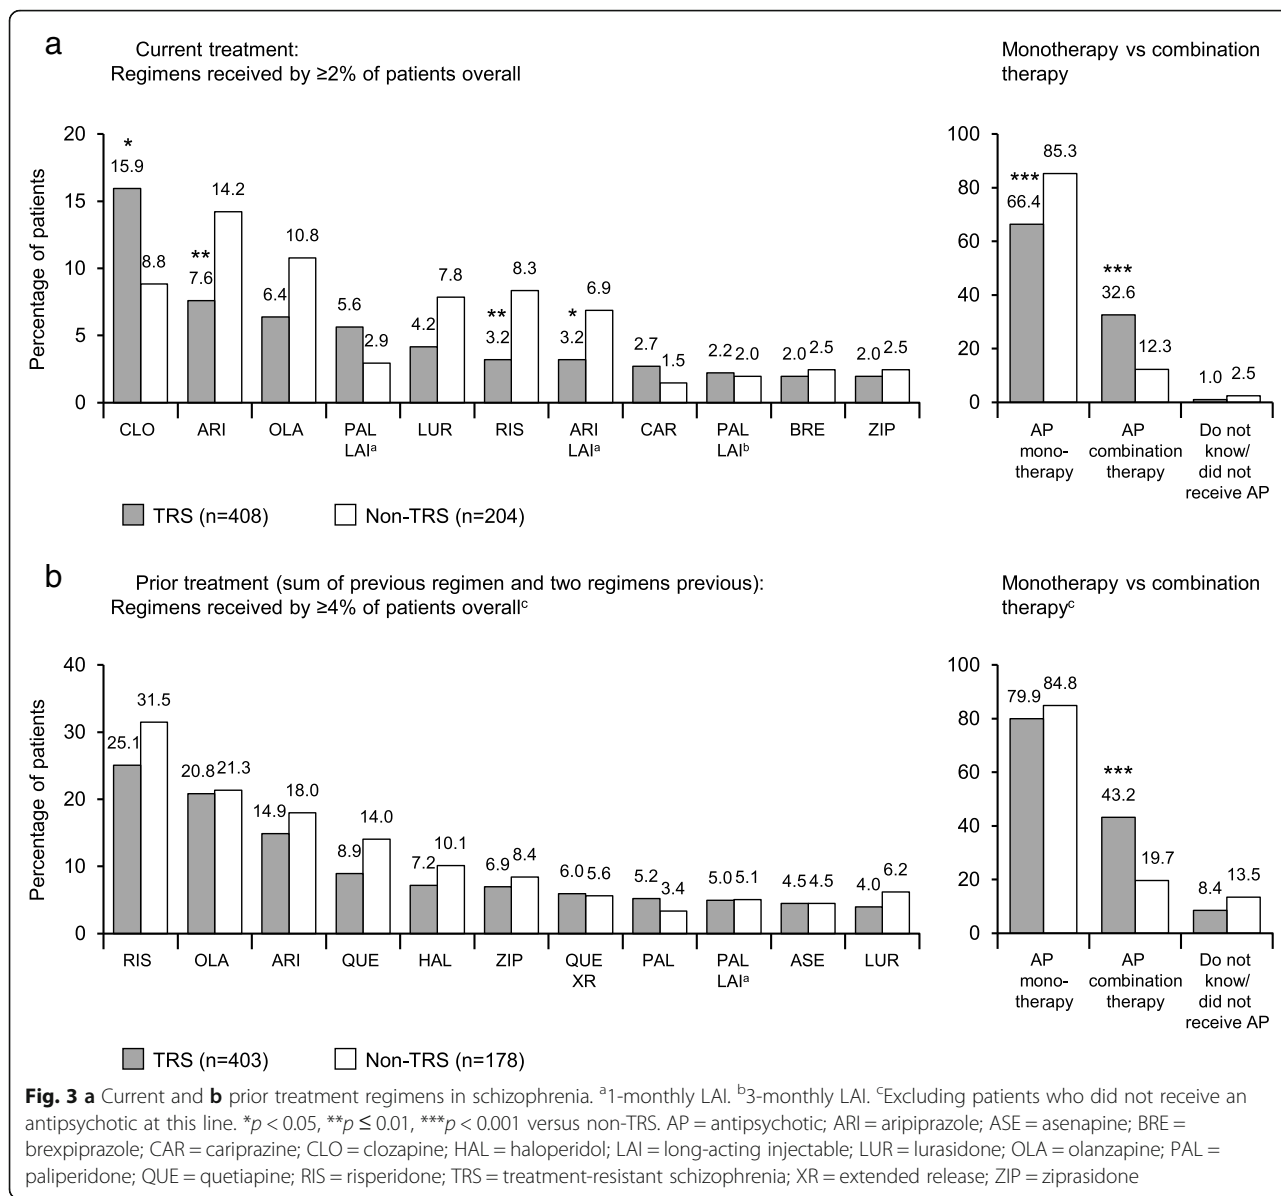 a
Current treatment:
Regimens received by ≥2% of patients overall
Monotherapy vs combination
therapy
Percentage of patients
20
15
10
5
0
*
15.9
8.8
**
7.6
14.2
6.4
10.8
5.6
2.9
4.2
7.8
**
3.2
8.3
*
3.2
6.9
2.7
1.5
2.2
2.0
2.0
2.5
2.0
2.5
CLO
ARI
OLA
PAL
LAIᵃ
LUR
RIS
ARI
LAIᵃ
CAR
PAL
LAIᵇ
BRE
ZIP
100
80
60
40
20
0
***
66.4
85.3
***
32.6
12.3
1.0
2.5
AP
mono-
therapy
AP
combination
therapy
Do not
know/
did not
receive AP
TRS (n=408)
Non-TRS (n=204)
b
Prior treatment (sum of previous regimen and two regimens previous):
Regimens received by ≥4% of patients overallᶜ
Monotherapy vs combination
therapyᶜ
Percentage of patients
40
30
20
10
0
25.1
31.5
20.8
21.3
14.9
18.0
8.9
14.0
7.2
10.1
6.9
8.4
6.0
5.6
5.2
3.4
5.0
5.1
4.5
4.5
4.0
6.2
RIS
OLA
ARI
QUE
HAL
ZIP
QUE
XR
PAL
PAL
LAIᵃ
ASE
LUR
100
80
60
40
20
0
79.9
84.8
***
43.2
19.7
8.4
13.5
AP
mono-
therapy
AP
combination
therapy
Do not
know/
did not
receive AP
TRS (n=403)
Non-TRS (n=178)
Fig. 3 a Current and b prior treatment regimens in schizophrenia. ᵃ1-monthly LAI. ᵇ3-monthly LAI. ᶜExcluding patients who did not receive an
antipsychotic at this line. *p < 0.05, **p ≤ 0.01, ***p < 0.001 versus non-TRS. AP = antipsychotic; ARI = aripiprazole; ASE = asenapine; BRE =
brexpiprazole; CAR = cariprazine; CLO = clozapine; HAL = haloperidol; LAI = long-acting injectable; LUR = lurasidone; OLA = olanzapine; PAL =
paliperidone; QUE = quetiapine; RIS = risperidone; TRS = treatment-resistant schizophrenia; XR = extended release; ZIP = ziprasidone